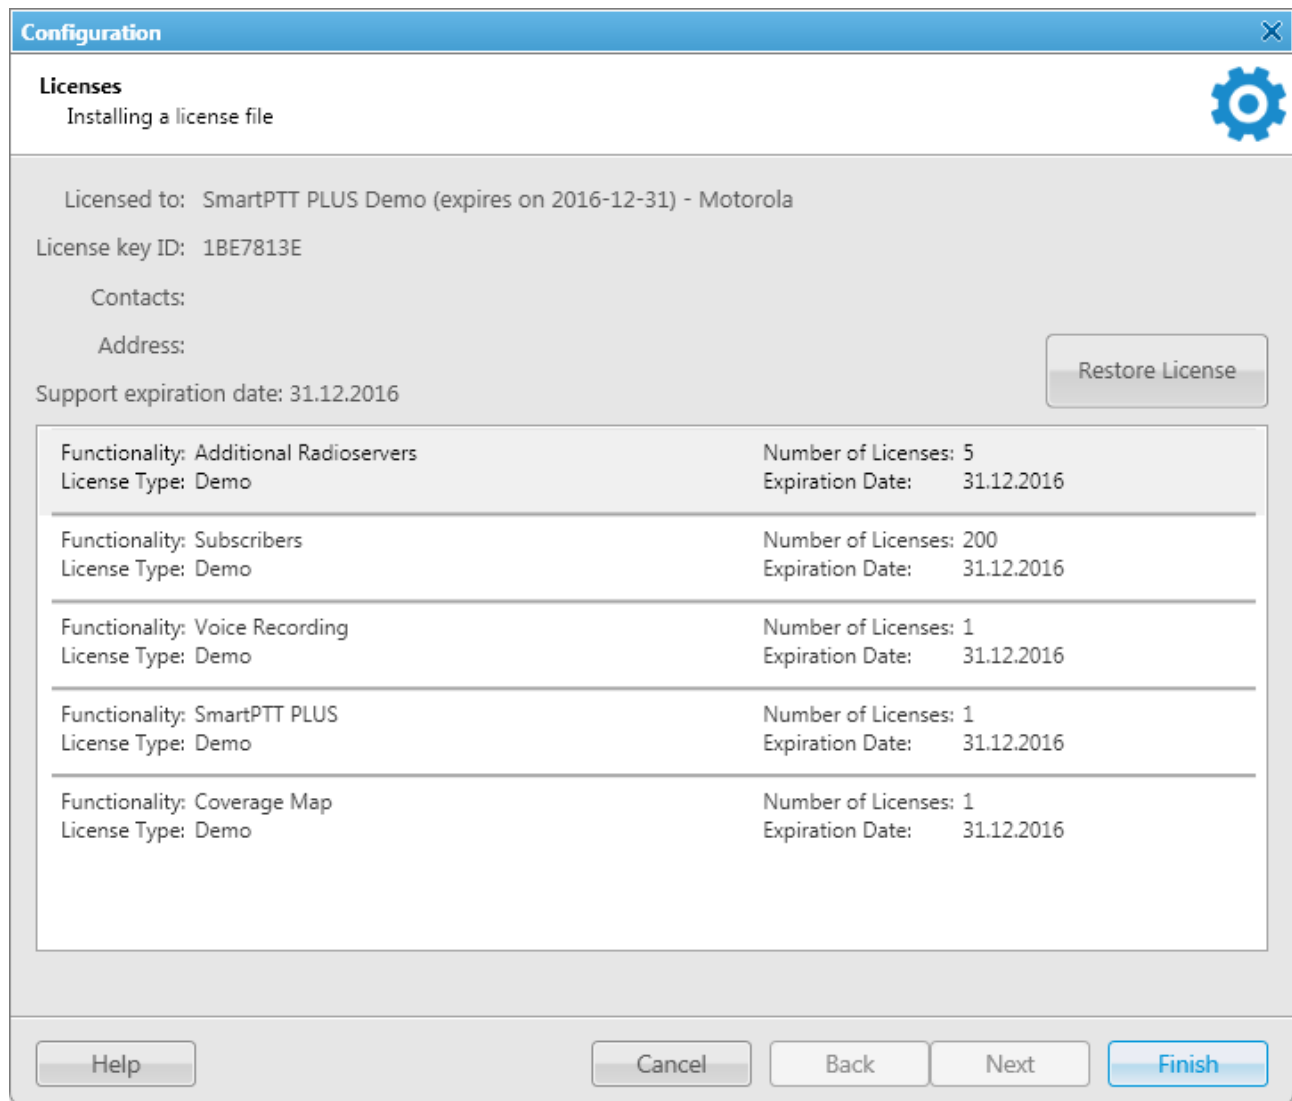 Configuration
Licenses
Installing a license file
Licensed to: SmartPTT PLUS Demo (expires on 2016-12-31) - Motorola
License key ID: 1BE7813E
Contacts:
Address:
Restore License
Support expiration date: 31.12.2016
Functionality: Additional Radioservers Number of Licenses: 5
License Type: Demo Expiration Date: 31.12.2016
Functionality: Subscribers Number of Licenses: 200
License Type: Demo Expiration Date: 31.12.2016
Functionality: Voice Recording Number of Licenses: 1
License Type: Demo Expiration Date: 31.12.2016
Functionality: SmartPTT PLUS Number of Licenses: 1
License Type: Demo Expiration Date: 31.12.2016
Functionality: Coverage Map Number of Licenses: 1
License Type: Demo Expiration Date: 31.12.2016
Help Cancel Back Next Finish